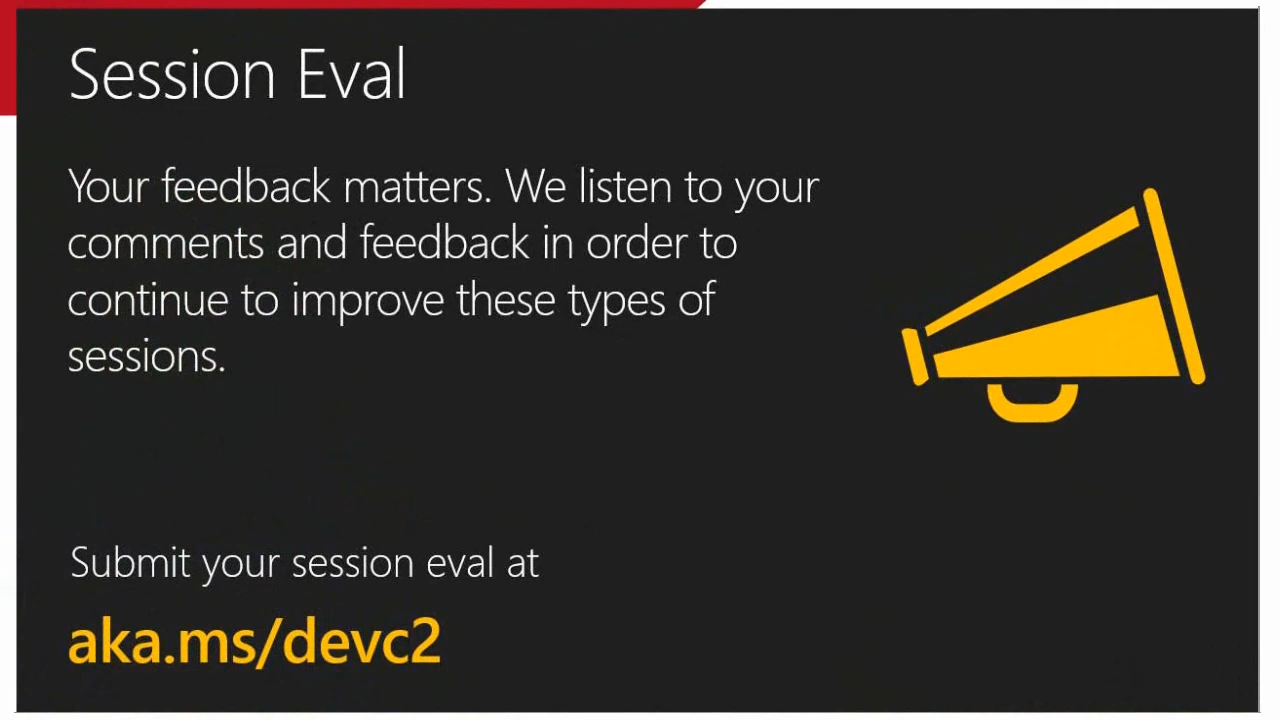 Session Eval
Your feedback matters. We listen to your
comments and feedback in order to
continue to improve these types of
sessions.
Submit your session eval at
aka.ms/devc2